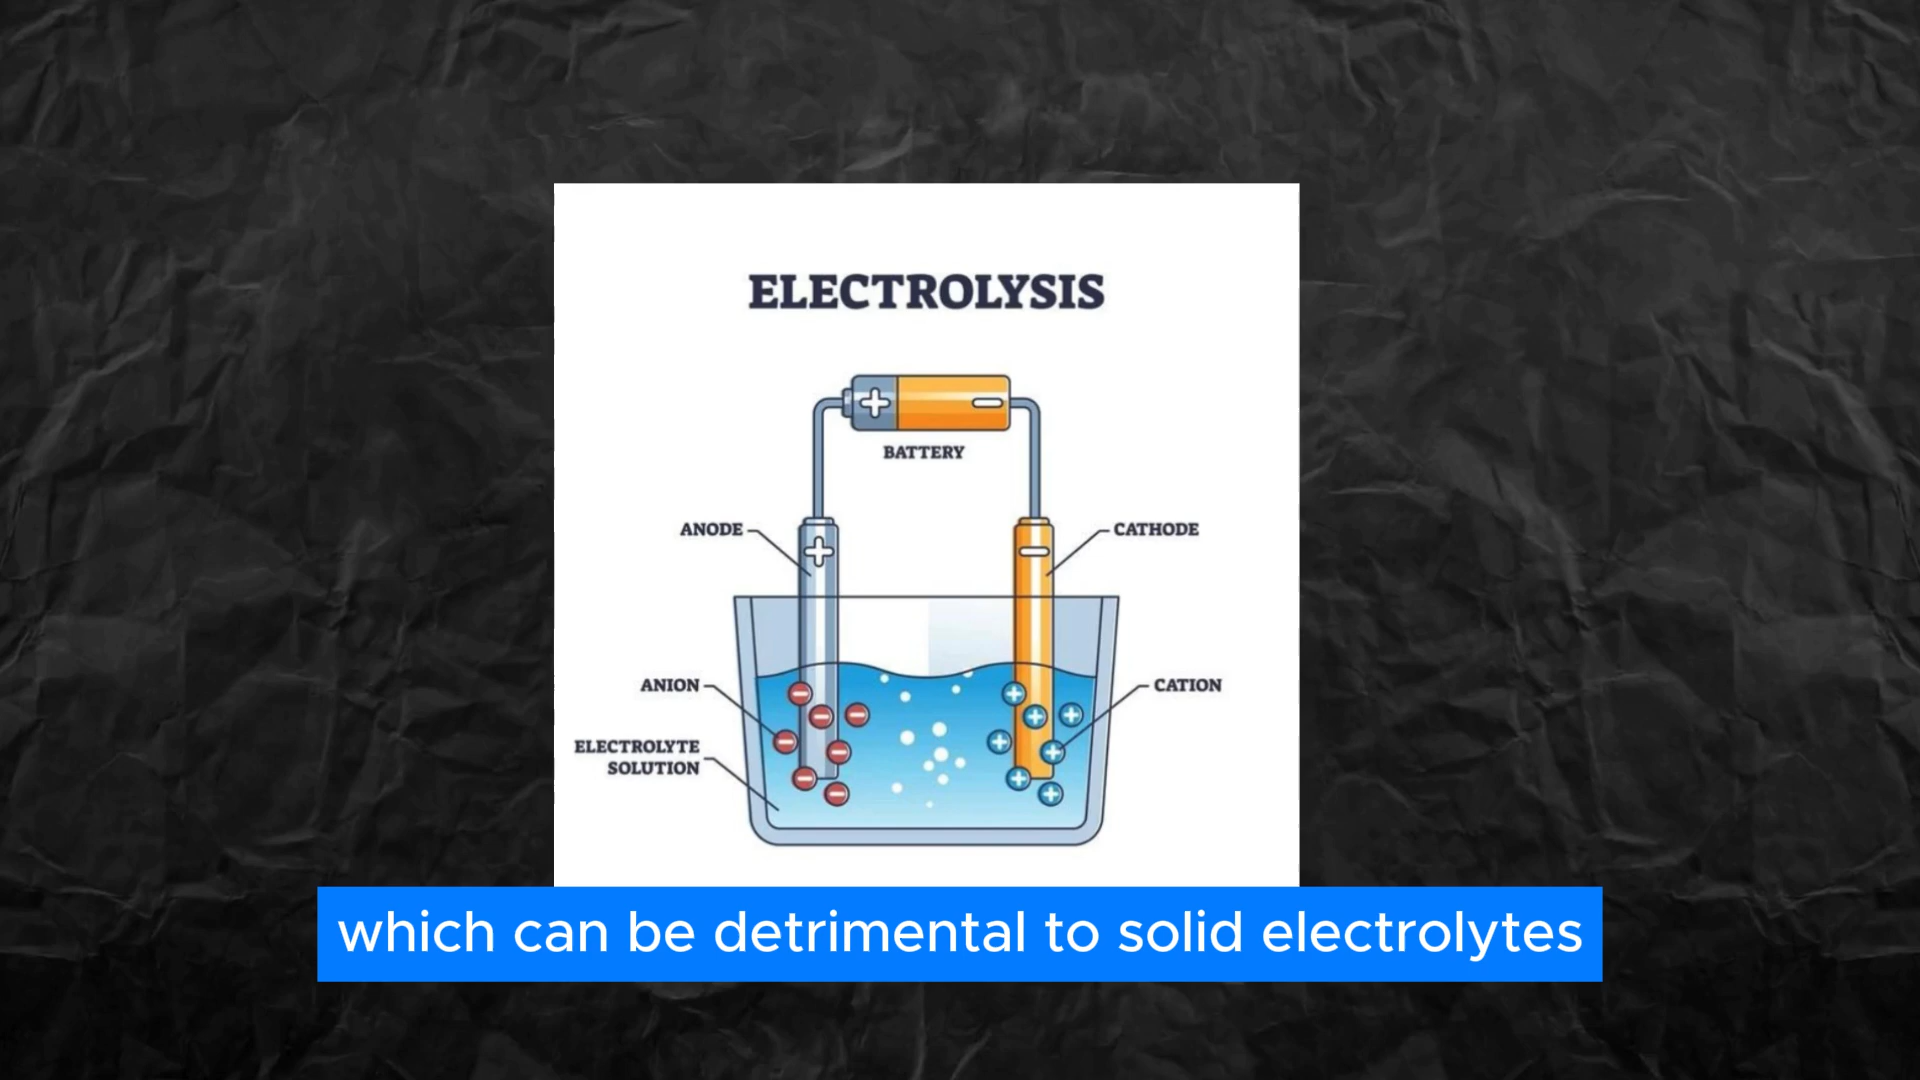 ELECTROLYSIS
+ −
BATTERY
ANODE
CATHODE
+ −
ANION
CATION
ELECTROLYTE
SOLUTION
which can be detrimental to solid electrolytes